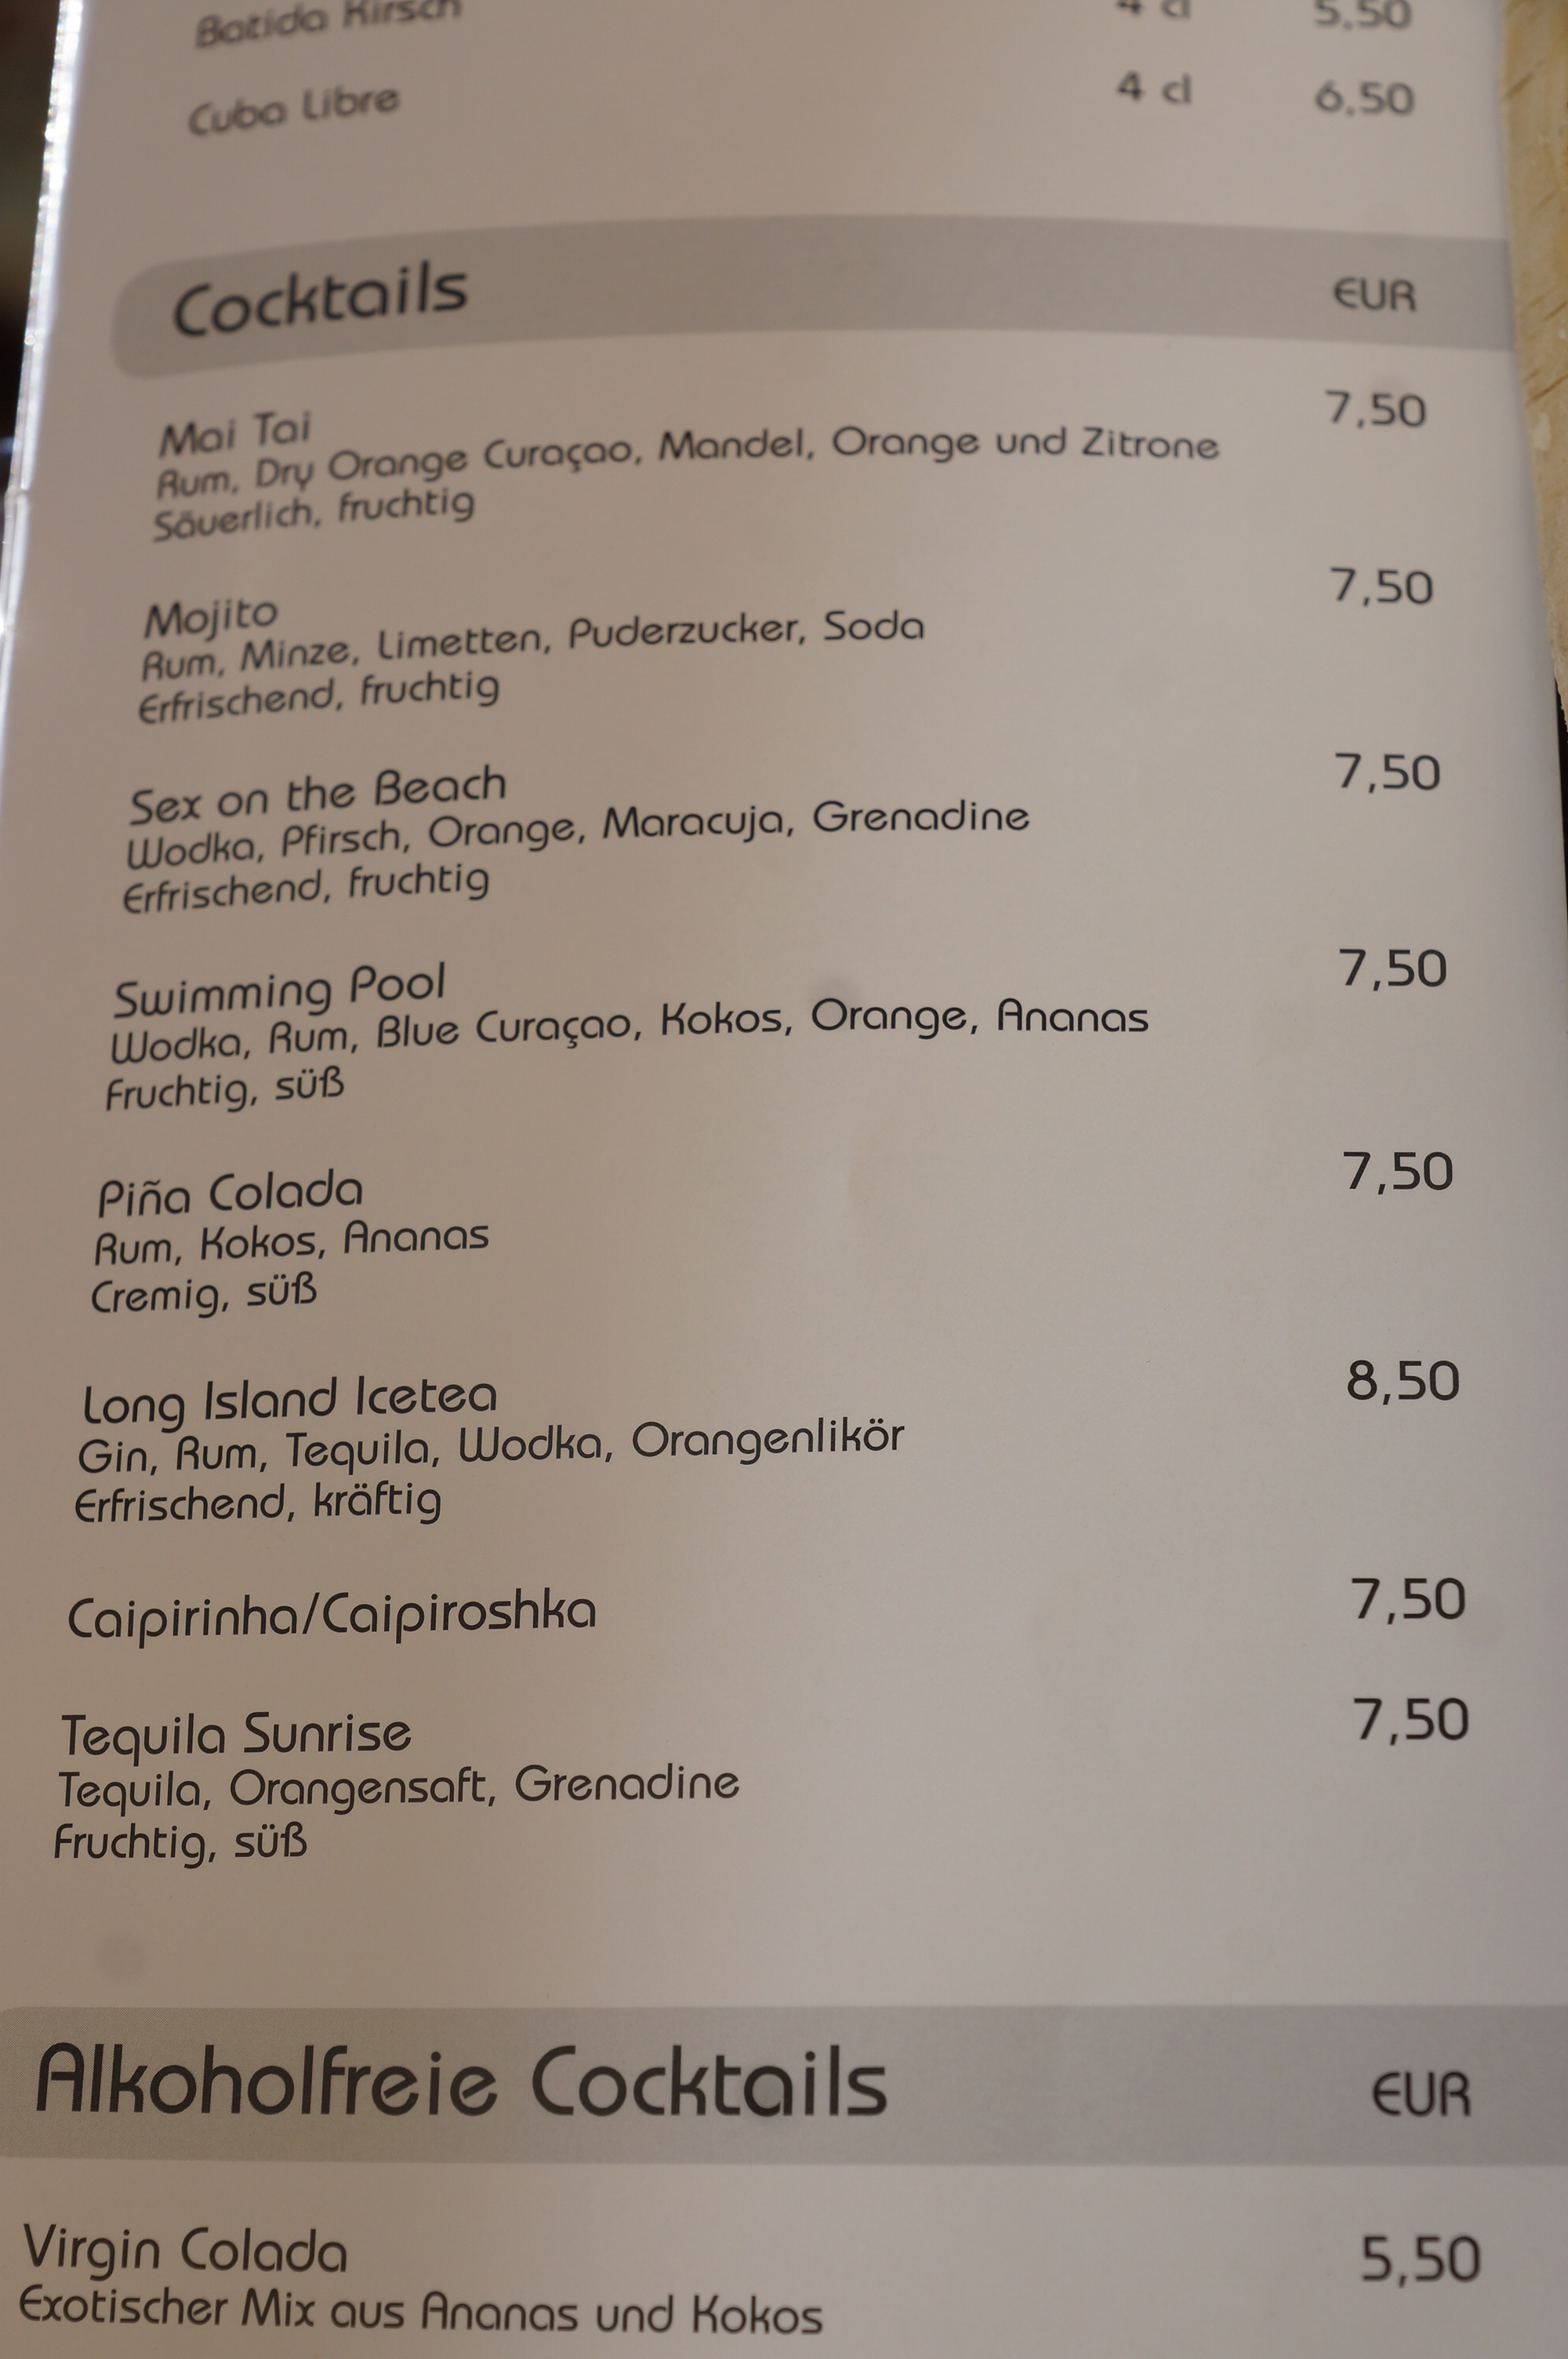 Batida Kirsch 4 cl 5,50
Cuba Libre 4 cl 6,50
Cocktails EUR
Mai Tai 7,50
Rum, Dry Orange Curaçao, Mandel, Orange und Zitrone
Säuerlich, fruchtig
Mojito 7,50
Rum, Minze, Limetten, Puderzucker, Soda
Erfrischend, fruchtig
Sex on the Beach 7,50
Wodka, Pfirsch, Orange, Maracuja, Grenadine
Erfrischend, fruchtig
Swimming Pool 7,50
Wodka, Rum, Blue Curaçao, Kokos, Orange, Ananas
Fruchtig, süß
Piña Colada 7,50
Rum, Kokos, Ananas
Cremig, süß
Long Island Icetea 8,50
Gin, Rum, Tequila, Wodka, Orangenlikör
Erfrischend, kräftig
Caipirinha/Caipiroshka 7,50
Tequila Sunrise 7,50
Tequila, Orangensaft, Grenadine
Fruchtig, süß
Alkoholfreie Cocktails EUR
Virgin Colada 5,50
Exotischer Mix aus Ananas und Kokos